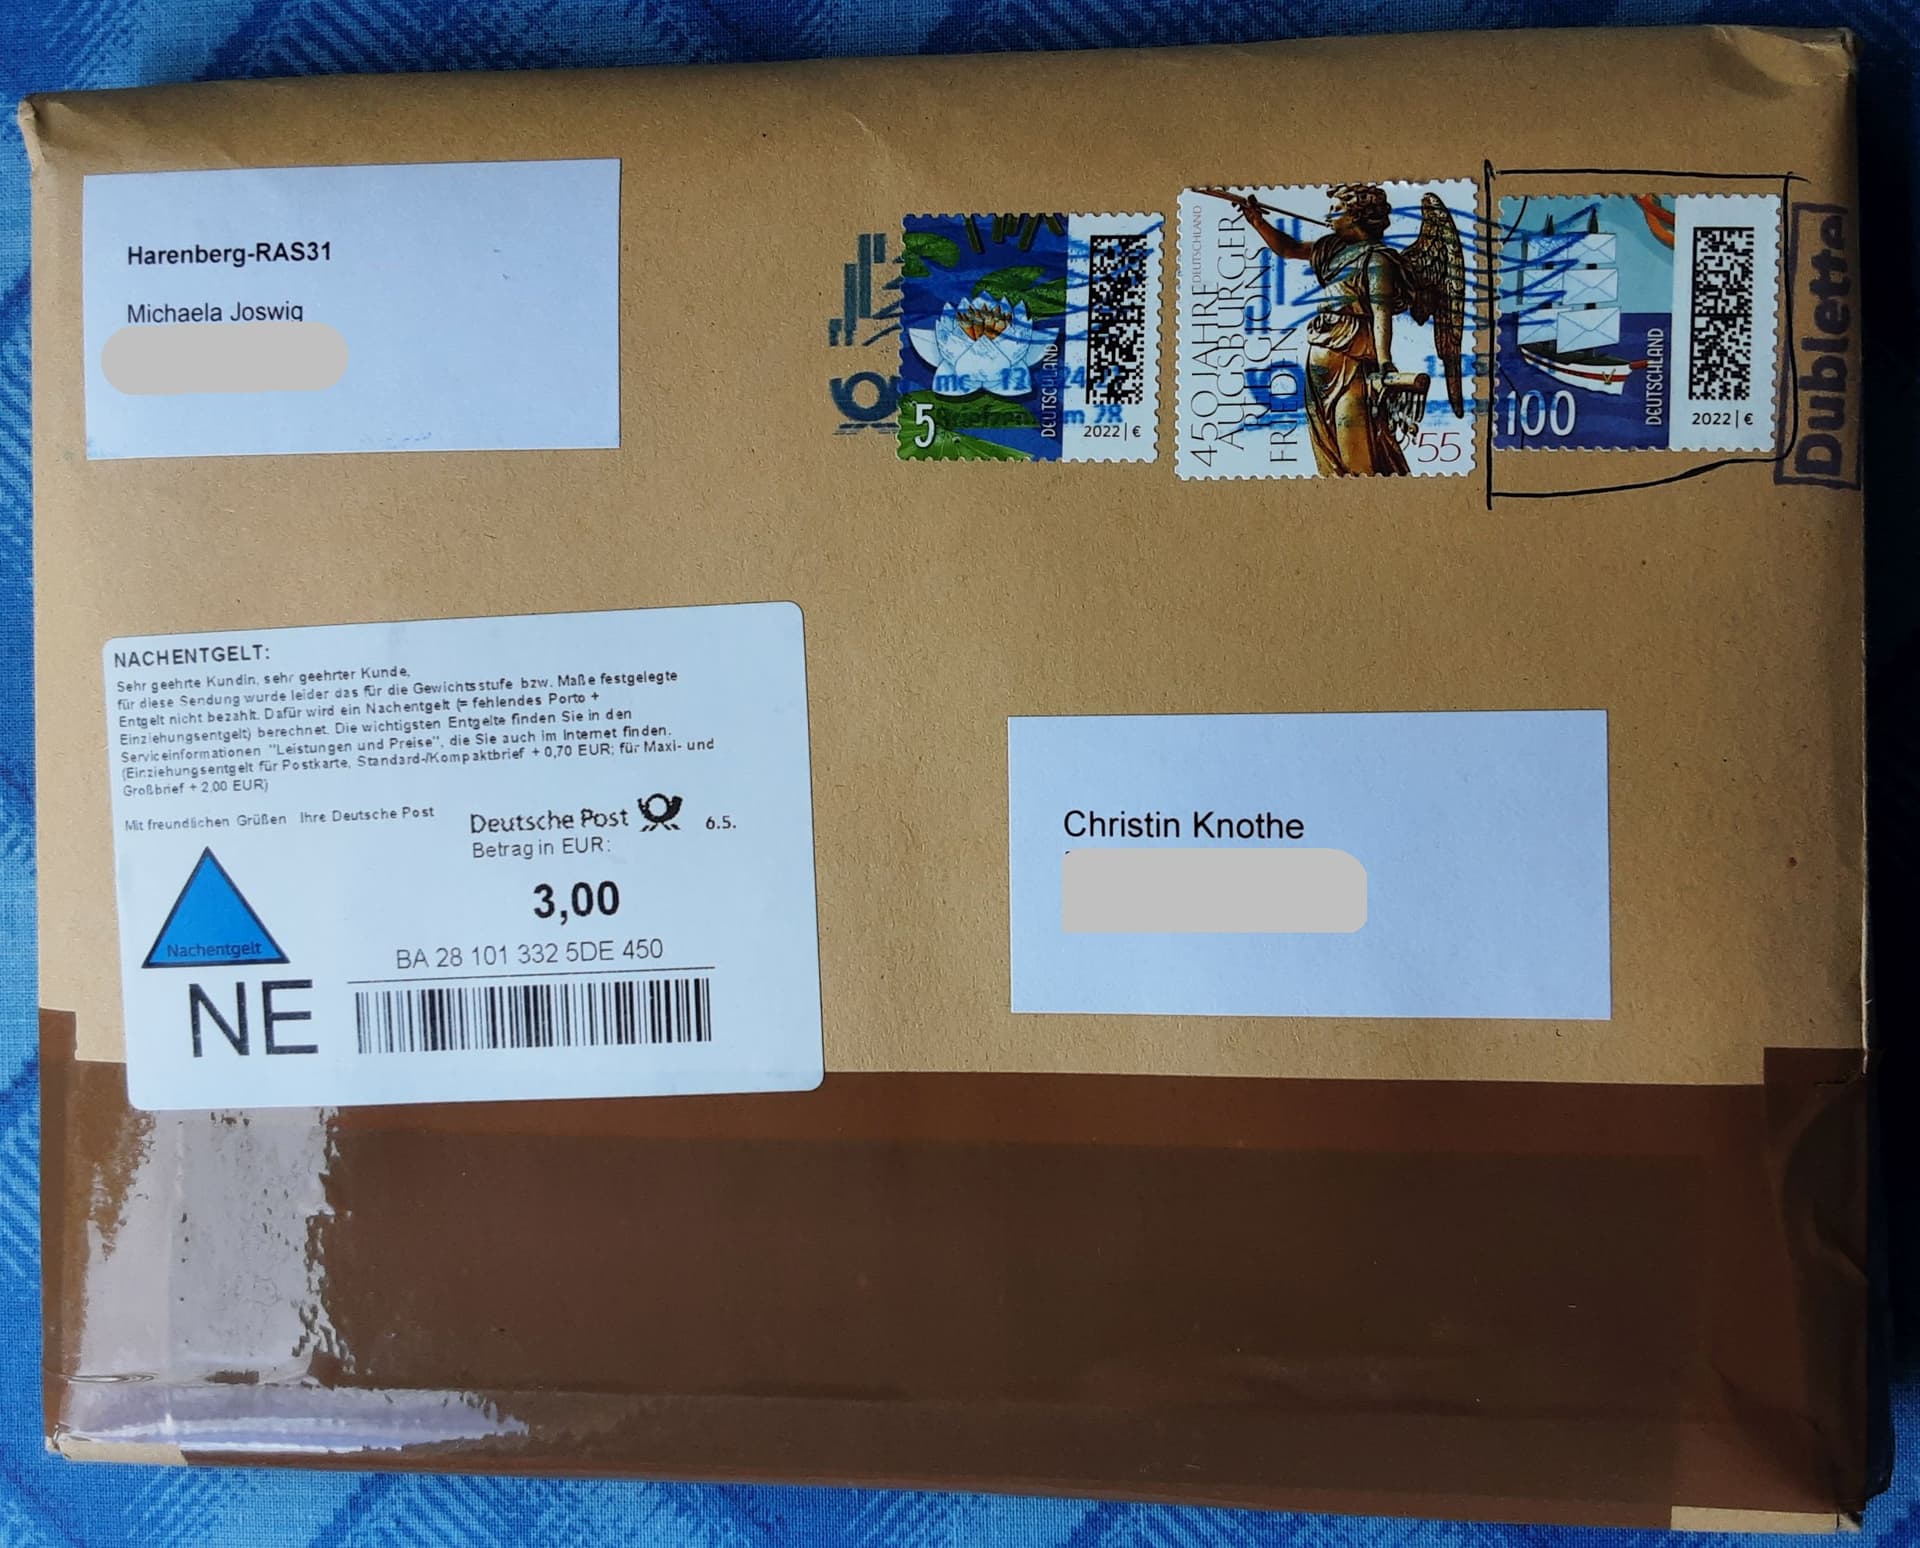 Harenberg-RAS31
Michaela Joswig
5
DEUTSCHLAND
2022 | €
450 JAHRE
AUGSBURGER
RELIGIONS
FRIEDEN
DEUTSCHLAND
55
100
DEUTSCHLAND
2022 | €
Dublette
NACHENTGELT:
Sehr geehrte Kundin, sehr geehrter Kunde,
für diese Sendung wurde leider das für die Gewichtsstufe bzw. Maße festgelegte
Entgelt nicht bezahlt. Dafür wird ein Nachentgelt (= fehlendes Porto +
Einziehungsentgelt) berechnet. Die wichtigsten Entgelte finden Sie in den
Serviceinformationen "Leistungen und Preise", die Sie auch im Internet finden.
(Einziehungsentgelt für Postkarte, Standard-/Kompaktbrief + 0,70 EUR; für Maxi- und
Großbrief + 2,00 EUR)
Mit freundlichen Grüßen Ihre Deutsche Post
Deutsche Post 6.5.
Betrag in EUR:
3,00
Nachentgelt
BA 28 101 332 5DE 450
NE
Christin Knothe